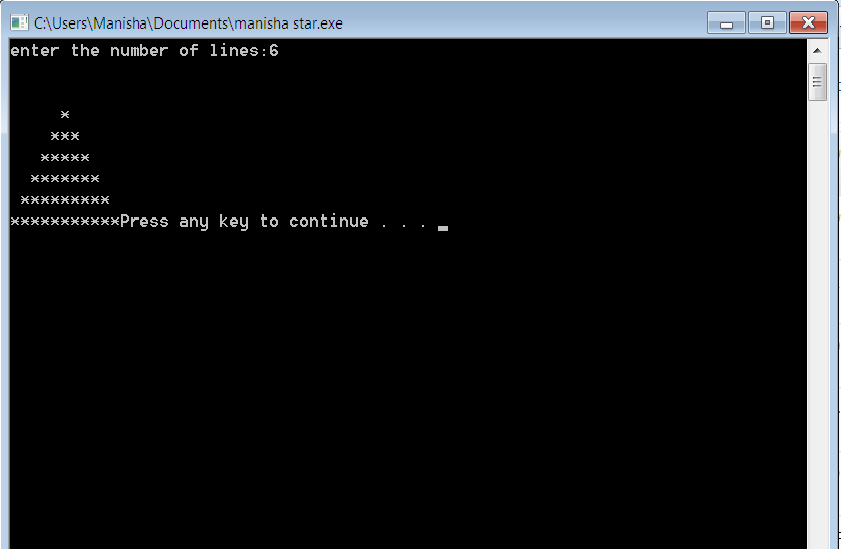 C:\Users\Manisha\Documents\manisha star.exe
enter the number of lines:6
     *
    ***
   *****
  *******
 *********
***********Press any key to continue . . . _